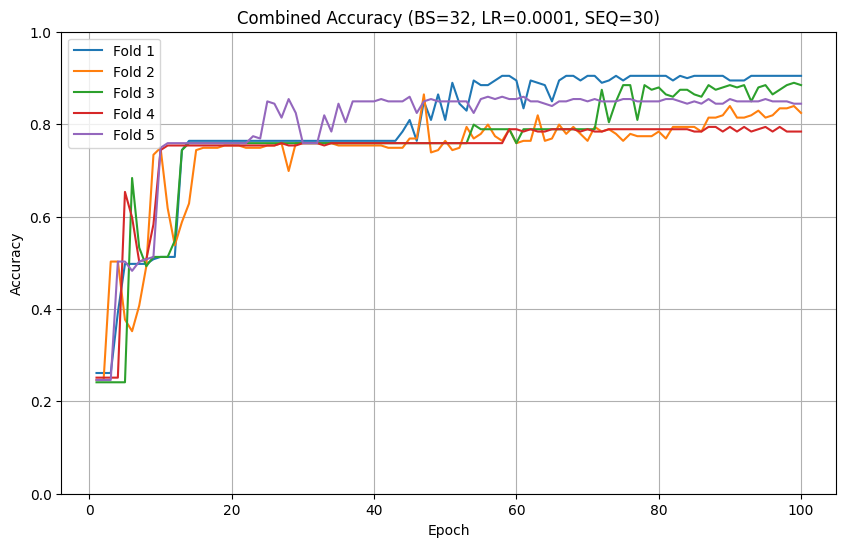 Combined Accuracy (BS=32, LR=0.0001, SEQ=30)
Fold 1
Fold 2
Fold 3
Fold 4
Fold 5
1.0
0.8
0.6
0.4
0.2
0.0
Accuracy
0 20 40 60 80 100
Epoch